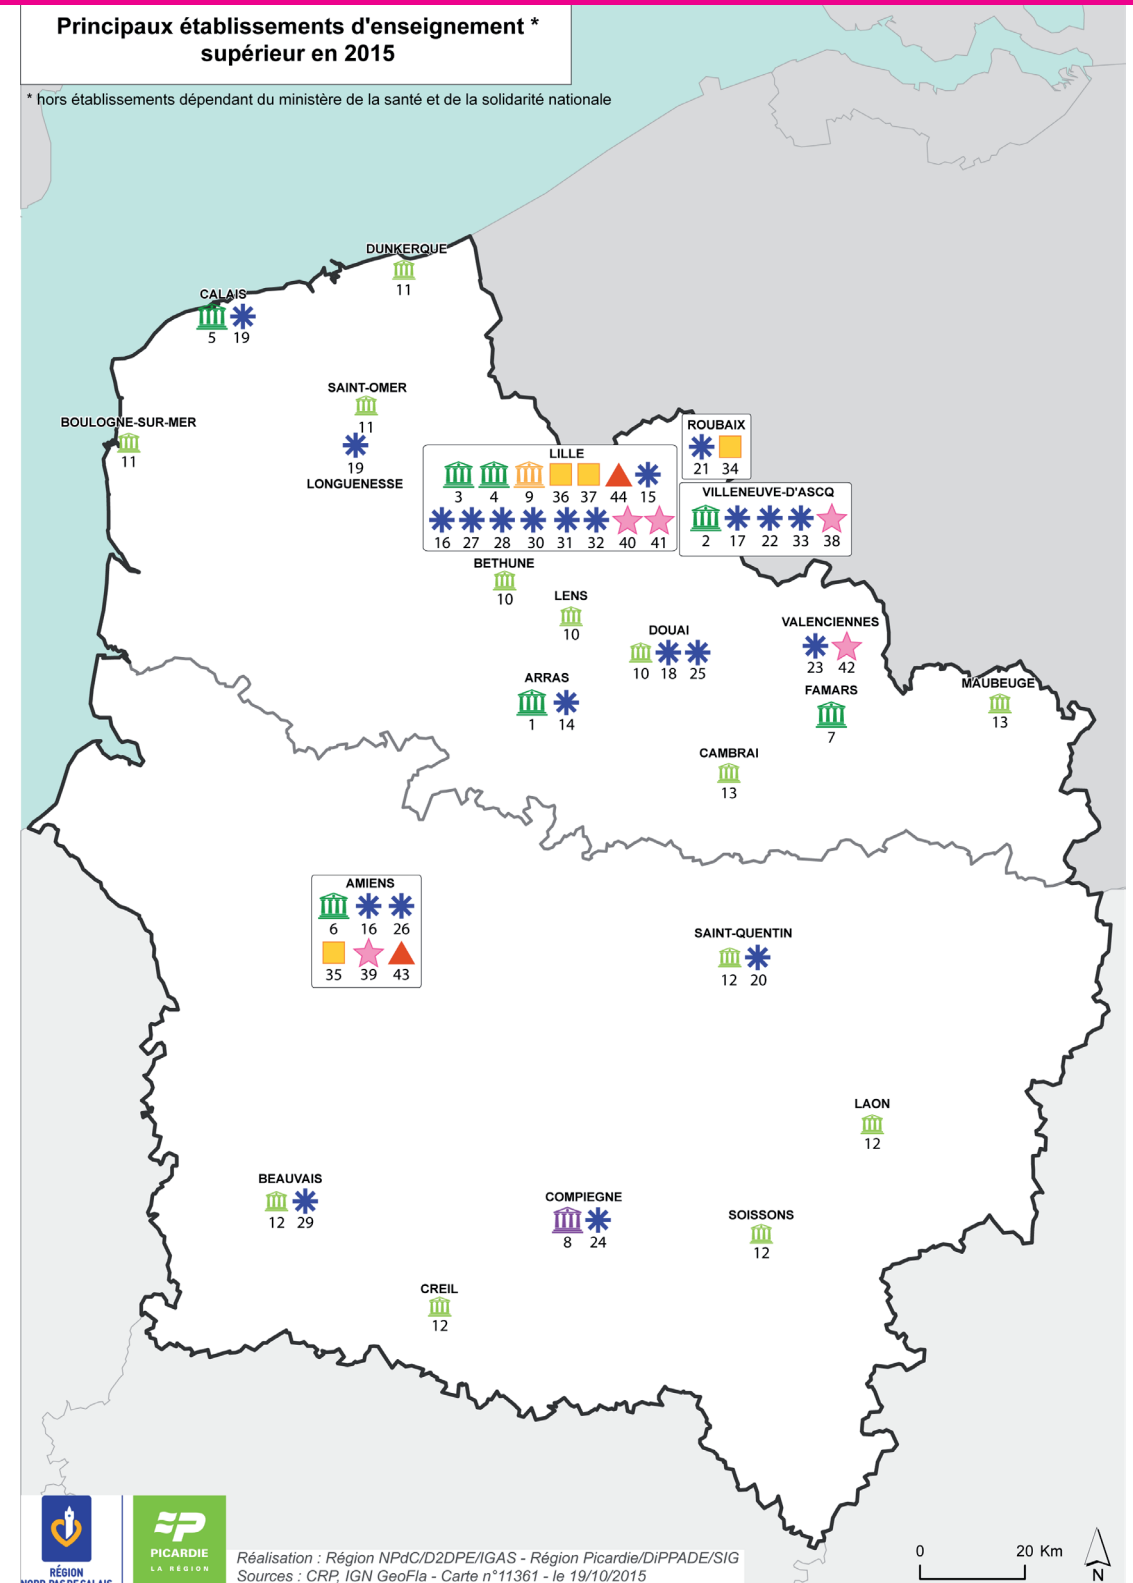 Principaux établissements d'enseignement *
supérieur en 2015
* hors établissements dépendant du ministère de la santé et de la solidarité nationale
DUNKERQUE
11
CALAIS
5 19
SAINT-OMER
11
19
LONGUENESSE
BOULOGNE-SUR-MER
11
ROUBAIX
21 34
LILLE
3 4 9 36 37 44 15
16 27 28 30 31 32 40 41
VILLENEUVE-D'ASCQ
2 17 22 33 38
BETHUNE
10
LENS
10
DOUAI
10 18 25
VALENCIENNES
23 42
ARRAS
1 14
FAMARS
7
MAUBEUGE
13
CAMBRAI
13
AMIENS
6 16 26
35 39 43
SAINT-QUENTIN
12 20
LAON
12
BEAUVAIS
12 29
COMPIEGNE
8 24
SOISSONS
12
CREIL
12
RÉGION
NORD-PAS DE CALAIS
PICARDIE
LA RÉGION
Réalisation : Région NPdC/D2DPE/IGAS - Région Picardie/DiPPADE/SIG
Sources : CRP, IGN GeoFla - Carte n°11361 - le 19/10/2015
0 20 Km
N